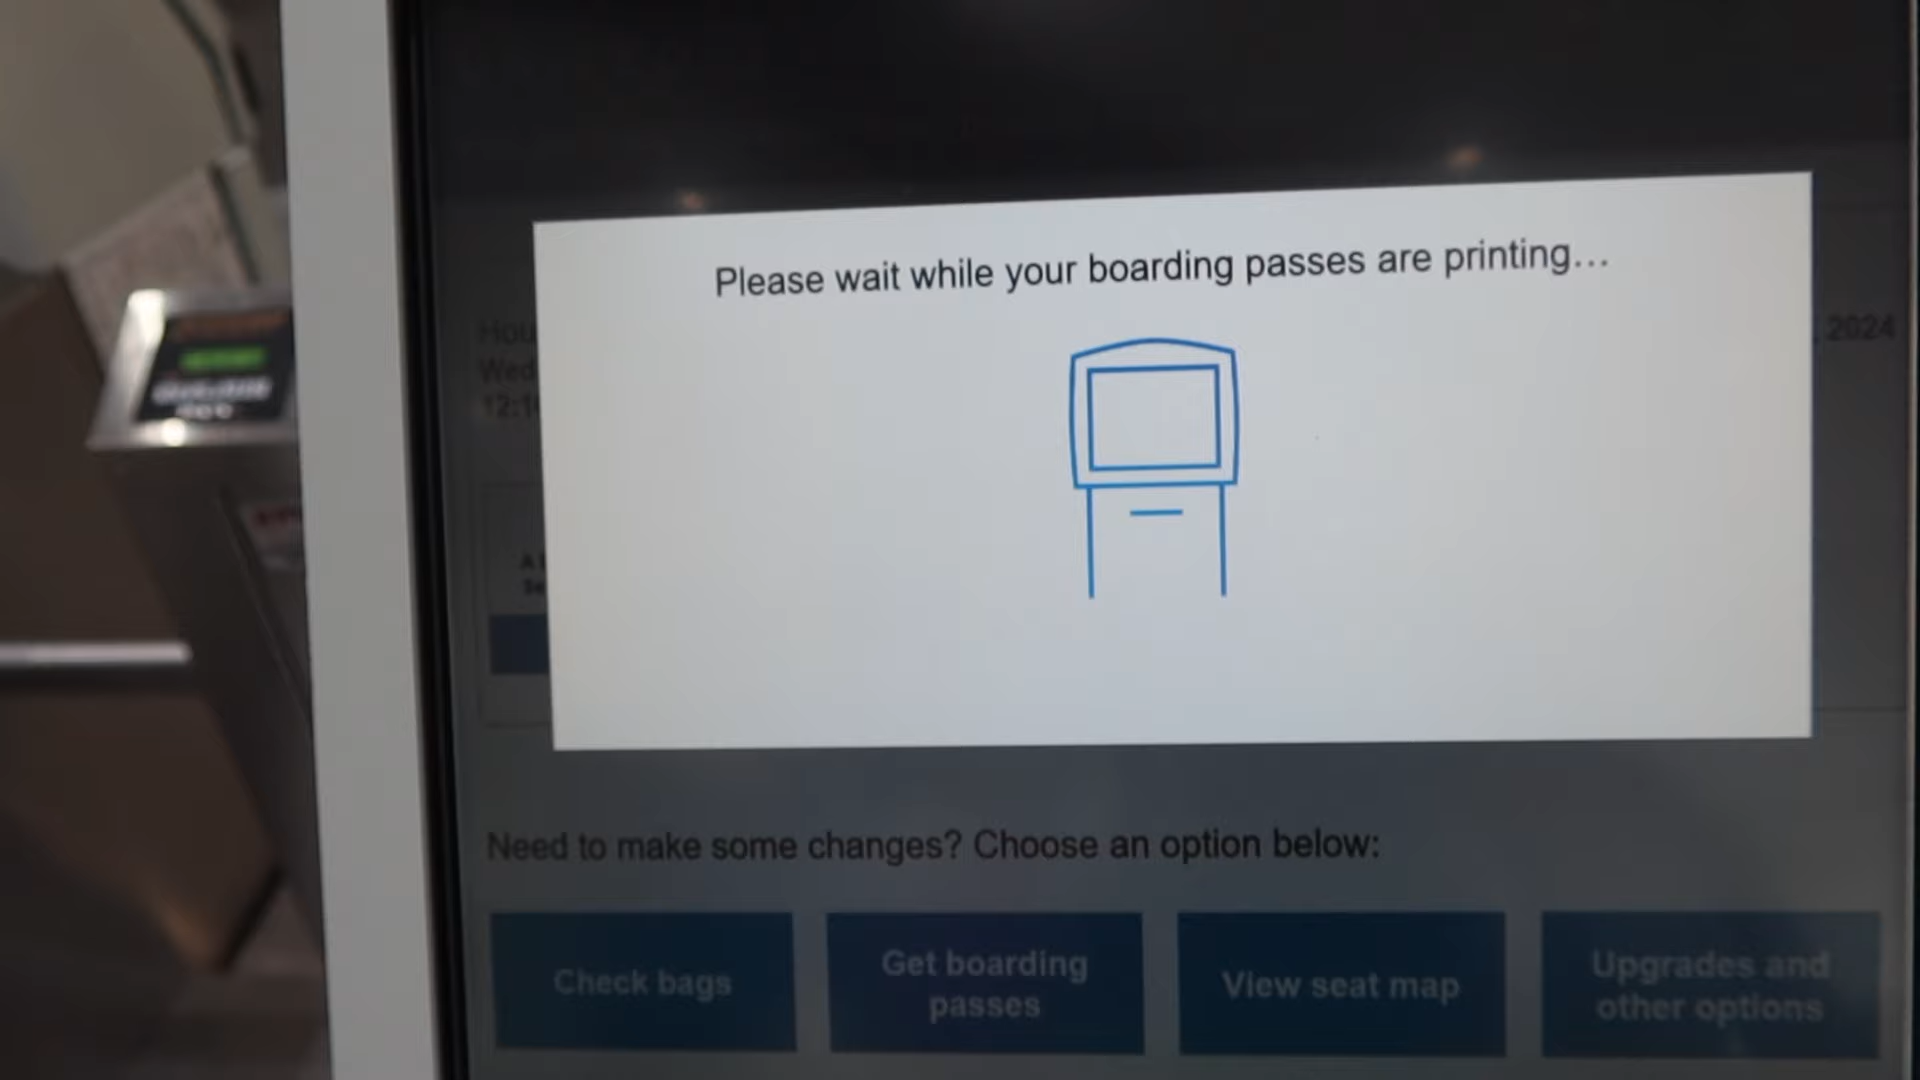 Please wait while your boarding passes are printing...
2024
Need to make some changes? Choose an option below:
Check bags
Get boarding
passes
View seat map
Upgrades and
other options